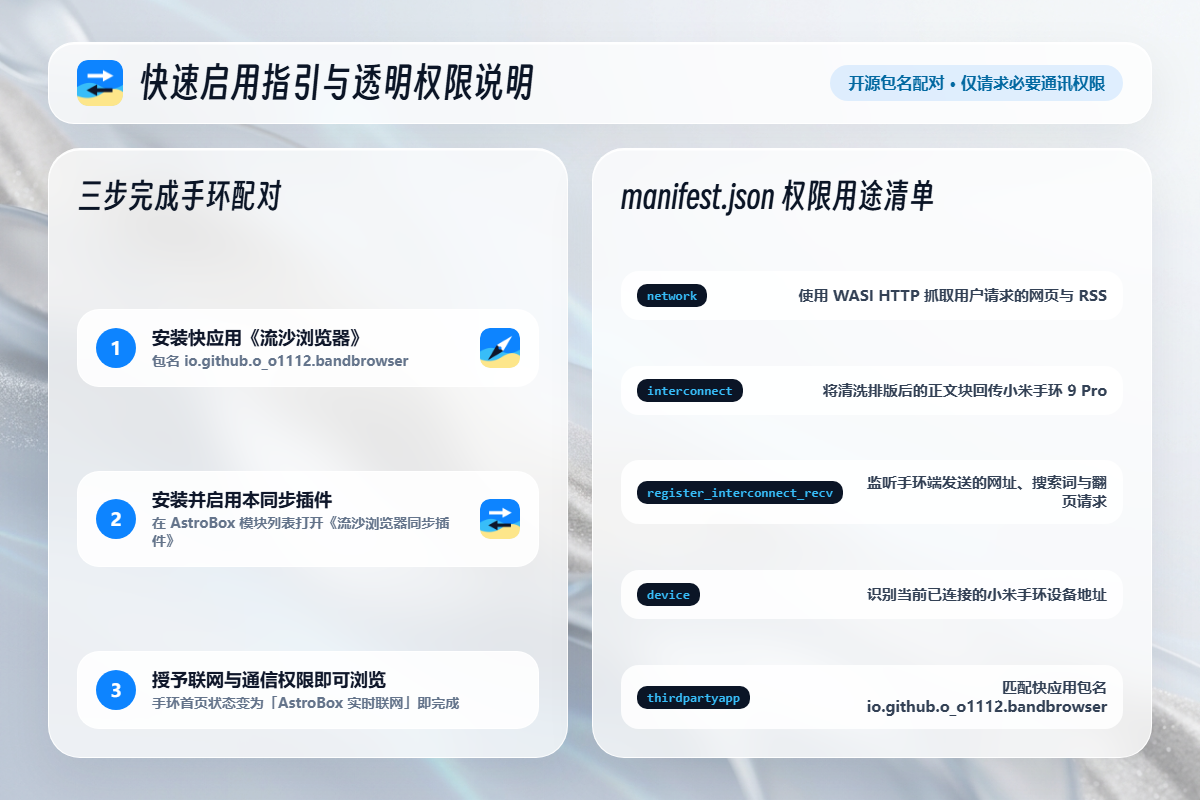 快速启用指引与透明权限说明
开源包名配对 • 仅请求必要通讯权限
三步完成手环配对
1
安装快应用《流沙浏览器》
包名 io.github.o_o1112.bandbrowser
2
安装并启用本同步插件
在 AstroBox 模块列表打开《流沙浏览器同步插
件》
3
授予联网与通信权限即可浏览
手环首页状态变为「AstroBox 实时联网」即完成
manifest.json 权限用途清单
network
使用 WASI HTTP 抓取用户请求的网页与 RSS
interconnect
将清洗排版后的正文块回传小米手环 9 Pro
register_interconnect_recv
监听手环端发送的网址、搜索词与翻
页请求
device
识别当前已连接的小米手环设备地址
thirdpartyapp
匹配快应用包名
io.github.o_o1112.bandbrowser